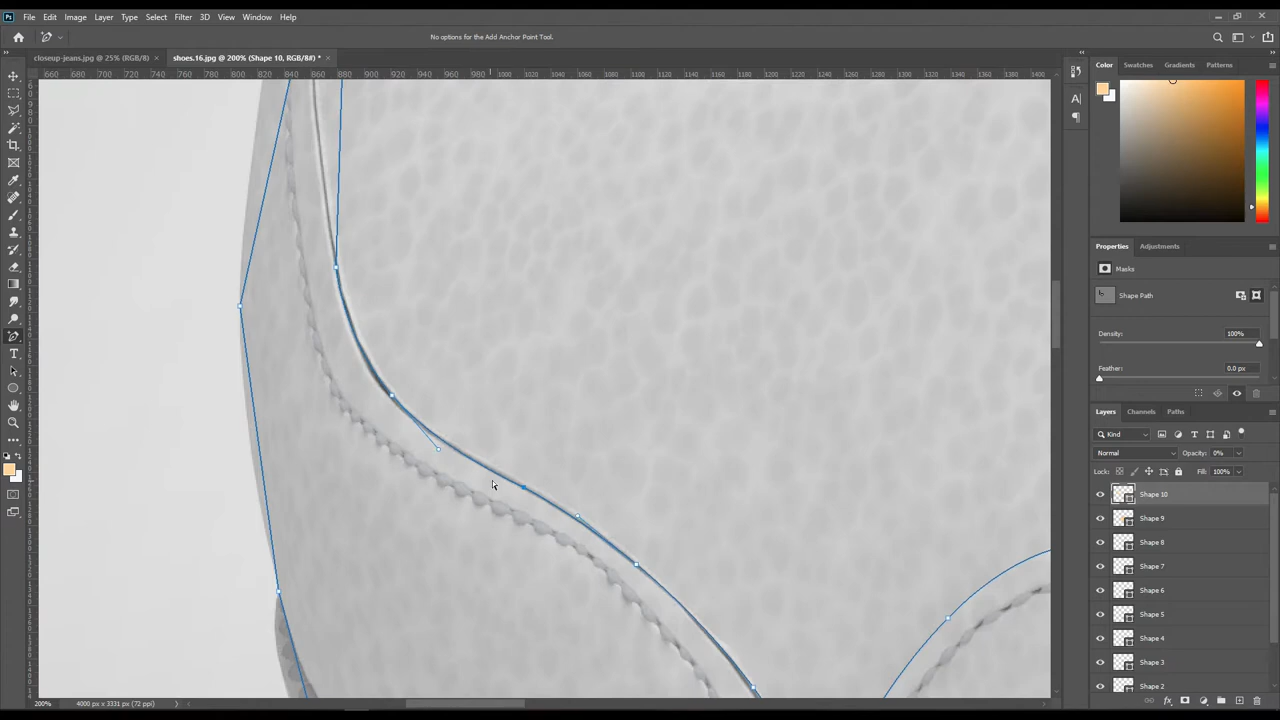 File Edit Image Layer Type Select Filter 3D View Window Help
No options for the Add Anchor Point Tool.
closeup-jeans.jpg @ 25% (RGB/8) × shoes.16.jpg @ 200% (Shape 10, RGB/8#) * ×
660 680 700 720 740 760 780 800 820 840 860 880 900 920 940 960 980 1000 1020 1040 1060 1080 1100 1120 1140 1160 1180 1200 1220 1240 1260 1280 1300 1320 1340 1360 1380 1400
Color Swatches Gradients Patterns
Properties Adjustments
Masks
Shape Path
Density: 100%
Feather: 0.0 px
Layers Channels Paths
Kind
Normal Opacity: 0%
Lock: Fill: 100%
Shape 10
Shape 9
Shape 8
Shape 7
Shape 6
Shape 5
Shape 4
Shape 3
Shape 2
200% 4000 px x 3331 px (72 ppi)